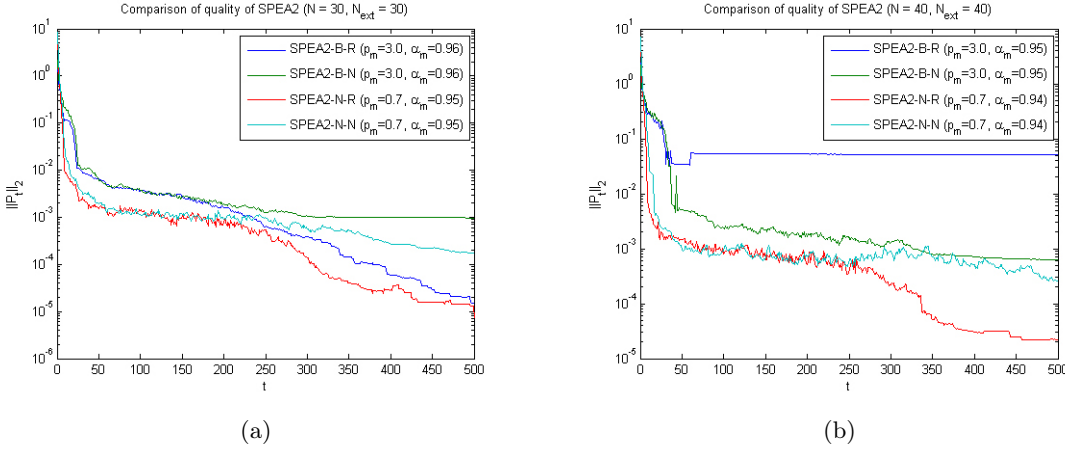 Comparison of quality of SPEA2 (N = 30, N_ext = 30)
10^1
10^0
10^-1
10^-2
10^-3
10^-4
10^-5
10^-6
||P_t||_2
SPEA2-B-R (p_m=3.0, α_m=0.96)
SPEA2-B-N (p_m=3.0, α_m=0.96)
SPEA2-N-R (p_m=0.7, α_m=0.95)
SPEA2-N-N (p_m=0.7, α_m=0.95)
0 50 100 150 200 250 300 350 400 450 500
t
(a)
Comparison of quality of SPEA2 (N = 40, N_ext = 40)
10^1
10^0
10^-1
10^-2
10^-3
10^-4
10^-5
||P_t||_2
SPEA2-B-R (p_m=3.0, α_m=0.95)
SPEA2-B-N (p_m=3.0, α_m=0.95)
SPEA2-N-R (p_m=0.7, α_m=0.94)
SPEA2-N-N (p_m=0.7, α_m=0.94)
0 50 100 150 200 250 300 350 400 450 500
t
(b)